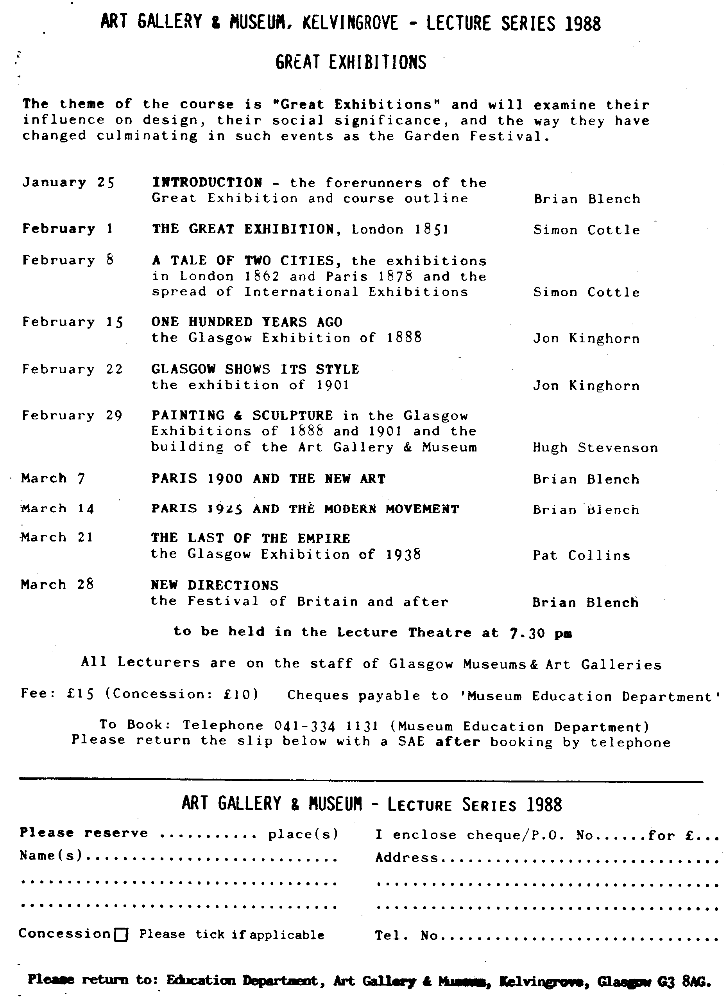 ART GALLERY & MUSEUM, KELVINGROVE - LECTURE SERIES 1988
GREAT EXHIBITIONS
The theme of the course is "Great Exhibitions" and will examine their
influence on design, their social significance, and the way they have
changed culminating in such events as the Garden Festival.
January 25 INTRODUCTION - the forerunners of the
Great Exhibition and course outline Brian Blench
February 1 THE GREAT EXHIBITION, London 1851 Simon Cottle
February 8 A TALE OF TWO CITIES, the exhibitions
in London 1862 and Paris 1878 and the
spread of International Exhibitions Simon Cottle
February 15 ONE HUNDRED YEARS AGO
the Glasgow Exhibition of 1888 Jon Kinghorn
February 22 GLASGOW SHOWS ITS STYLE
the exhibition of 1901 Jon Kinghorn
February 29 PAINTING & SCULPTURE in the Glasgow
Exhibitions of 1888 and 1901 and the
building of the Art Gallery & Museum Hugh Stevenson
March 7 PARIS 1900 AND THE NEW ART Brian Blench
March 14 PARIS 1925 AND THE MODERN MOVEMENT Brian Blench
March 21 THE LAST OF THE EMPIRE
the Glasgow Exhibition of 1938 Pat Collins
March 28 NEW DIRECTIONS
the Festival of Britain and after Brian Blench
to be held in the Lecture Theatre at 7.30 pm
All Lecturers are on the staff of Glasgow Museums & Art Galleries
Fee: £15 (Concession: £10) Cheques payable to 'Museum Education Department'
To Book: Telephone 041-334 1131 (Museum Education Department)
Please return the slip below with a SAE after booking by telephone
ART GALLERY & MUSEUM - LECTURE SERIES 1988
Please reserve ........... place(s) I enclose cheque/P.O. No......for £...
Name(s)............................ Address...............................
................................... ......................................
................................... ......................................
Concession☐ Please tick if applicable Tel. No...............................
Please return to: Education Department, Art Gallery & Museum, Kelvingrove, Glasgow G3 8AG.